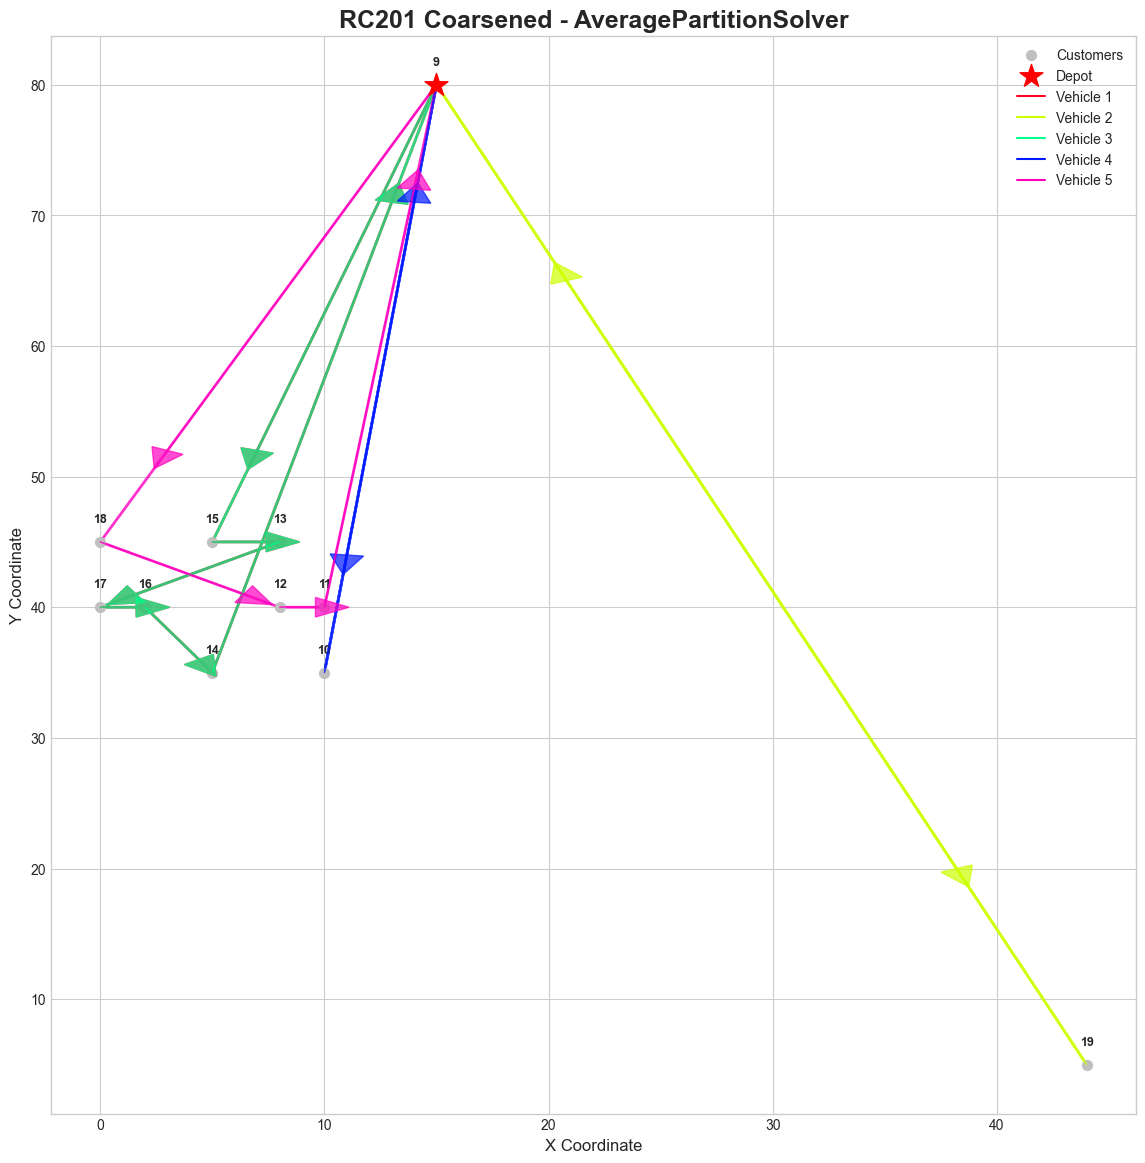 RC201 Coarsened - AveragePartitionSolver
Customers
Depot
Vehicle 1
Vehicle 2
Vehicle 3
Vehicle 4
Vehicle 5
9
18
15
13
17
16
12
11
14
10
19
80
70
60
50
40
30
20
10
Y Coordinate
0
10
20
30
40
X Coordinate